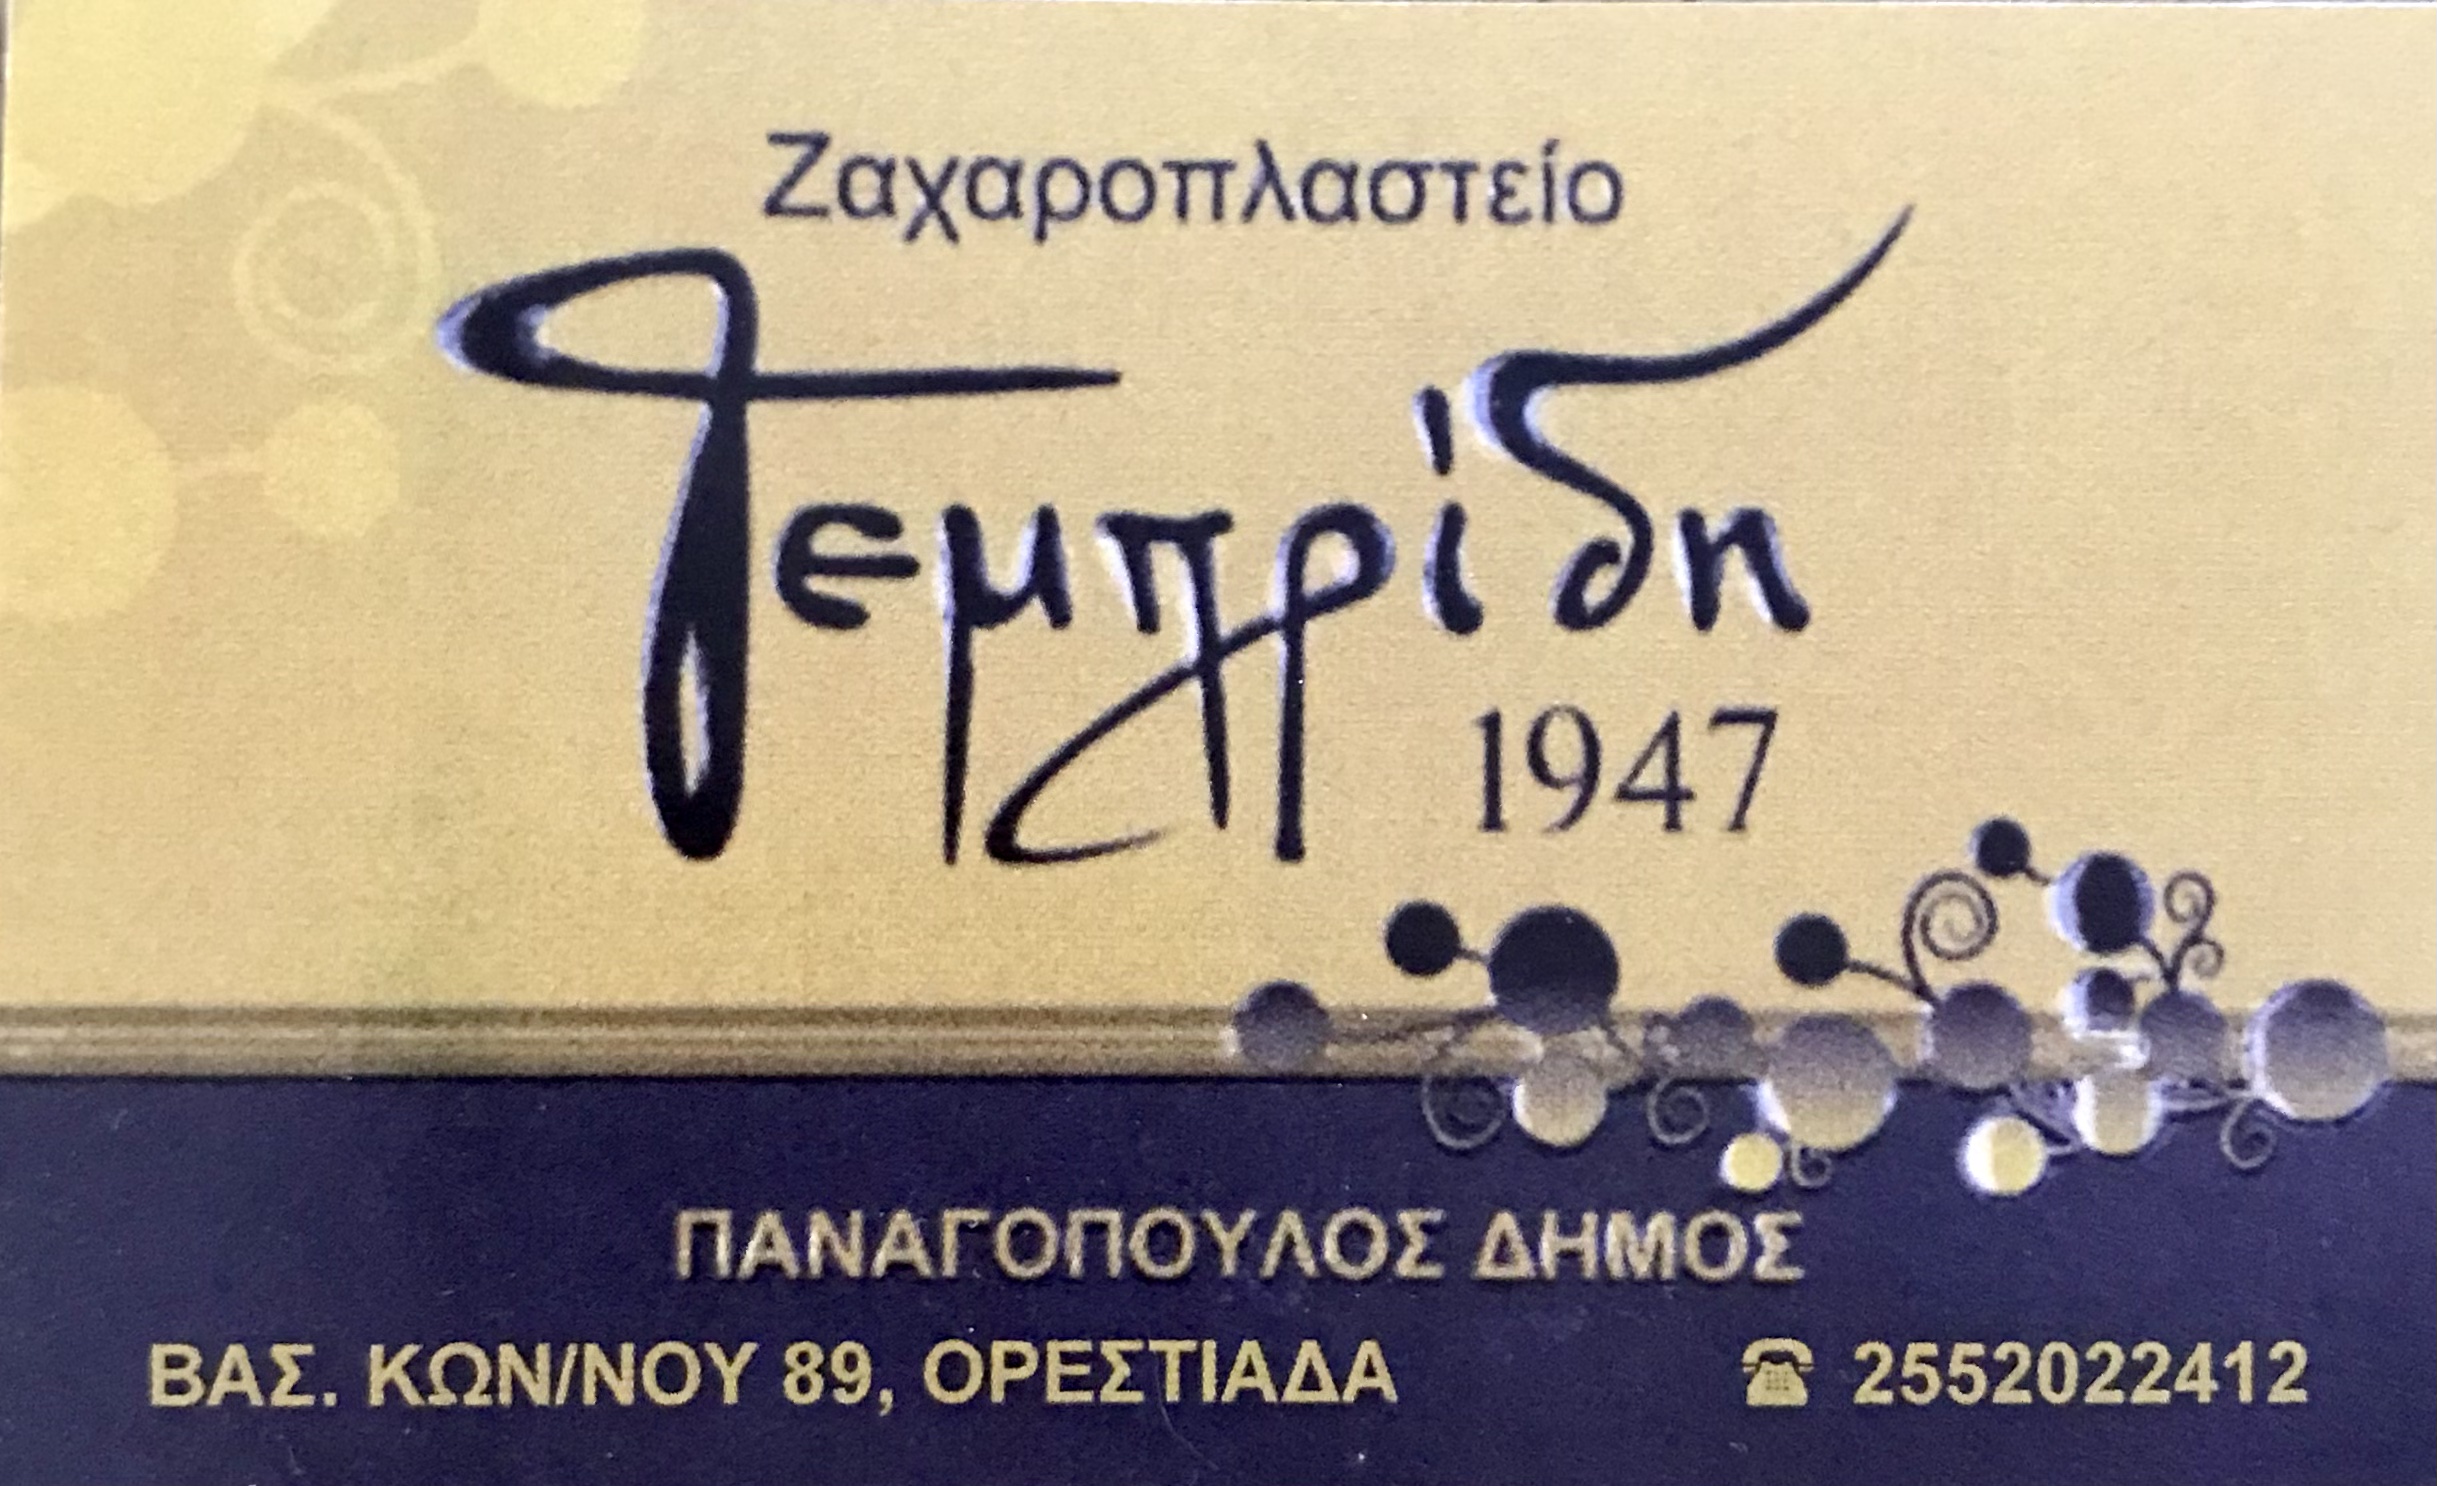 Ζαχαροπλαστείο
Τεμπρίδη
1947
ΠΑΝΑΓΟΠΟΥΛΟΣ ΔΗΜΟΣ
ΒΑΣ. ΚΩΝ/ΝΟΥ 89, ΟΡΕΣΤΙΑΔΑ
☎ 2552022412